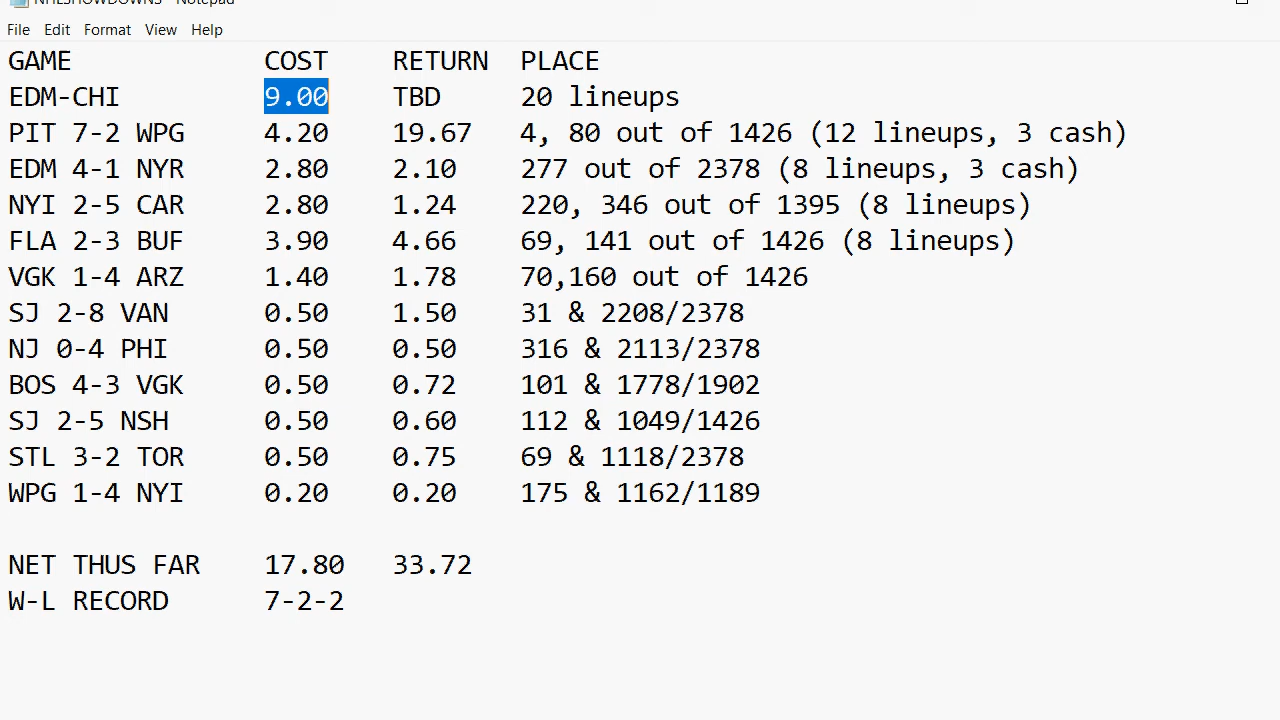 NHLSHOWDOWNS - Notepad
File Edit Format View Help
GAME COST RETURN PLACE
EDM-CHI 9.00 TBD 20 lineups
PIT 7-2 WPG 4.20 19.67 4, 80 out of 1426 (12 lineups, 3 cash)
EDM 4-1 NYR 2.80 2.10 277 out of 2378 (8 lineups, 3 cash)
NYI 2-5 CAR 2.80 1.24 220, 346 out of 1395 (8 lineups)
FLA 2-3 BUF 3.90 4.66 69, 141 out of 1426 (8 lineups)
VGK 1-4 ARZ 1.40 1.78 70,160 out of 1426
SJ 2-8 VAN 0.50 1.50 31 & 2208/2378
NJ 0-4 PHI 0.50 0.50 316 & 2113/2378
BOS 4-3 VGK 0.50 0.72 101 & 1778/1902
SJ 2-5 NSH 0.50 0.60 112 & 1049/1426
STL 3-2 TOR 0.50 0.75 69 & 1118/2378
WPG 1-4 NYI 0.20 0.20 175 & 1162/1189
NET THUS FAR 17.80 33.72
W-L RECORD 7-2-2